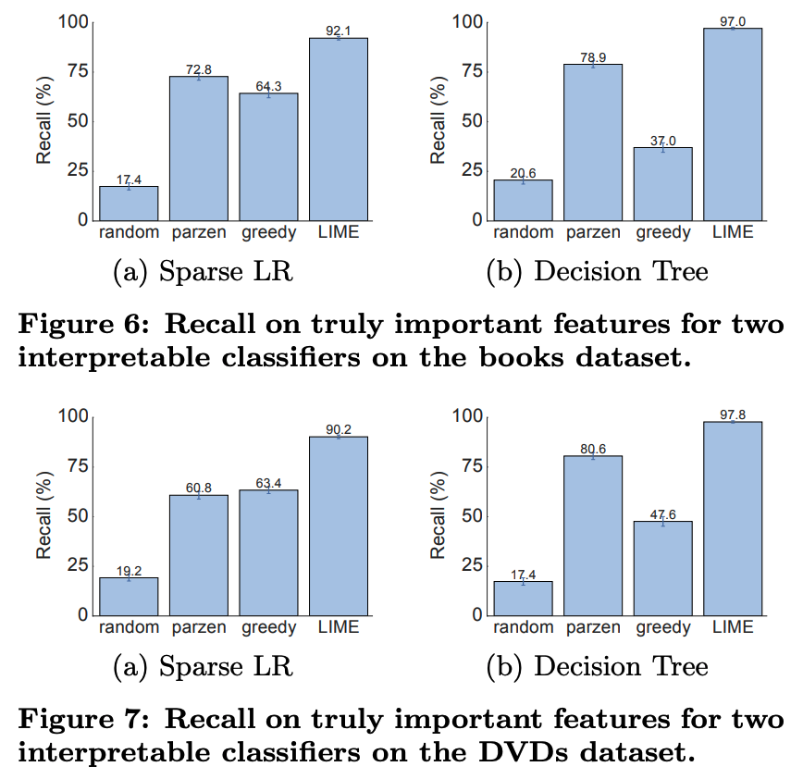 100
75
50
25
0
Recall (%)
17.4
72.8
64.3
92.1
random parzen greedy LIME
(a) Sparse LR
100
75
50
25
0
Recall (%)
20.6
78.9
37.0
97.0
random parzen greedy LIME
(b) Decision Tree
Figure 6: Recall on truly important features for two
interpretable classifiers on the books dataset.
100
75
50
25
0
Recall (%)
19.2
60.8
63.4
90.2
random parzen greedy LIME
(a) Sparse LR
100
75
50
25
0
Recall (%)
17.4
80.6
47.6
97.8
random parzen greedy LIME
(b) Decision Tree
Figure 7: Recall on truly important features for two
interpretable classifiers on the DVDs dataset.